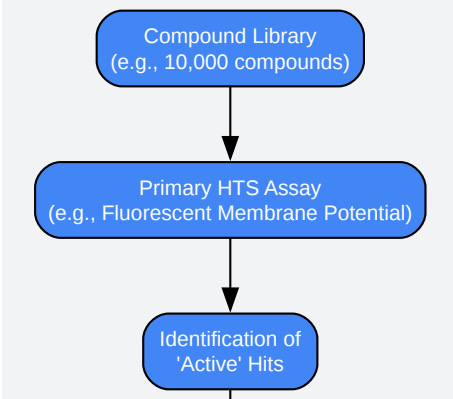 Compound Library
(e.g., 10,000 compounds)
Primary HTS Assay
(e.g., Fluorescent Membrane Potential)
Identification of
'Active' Hits